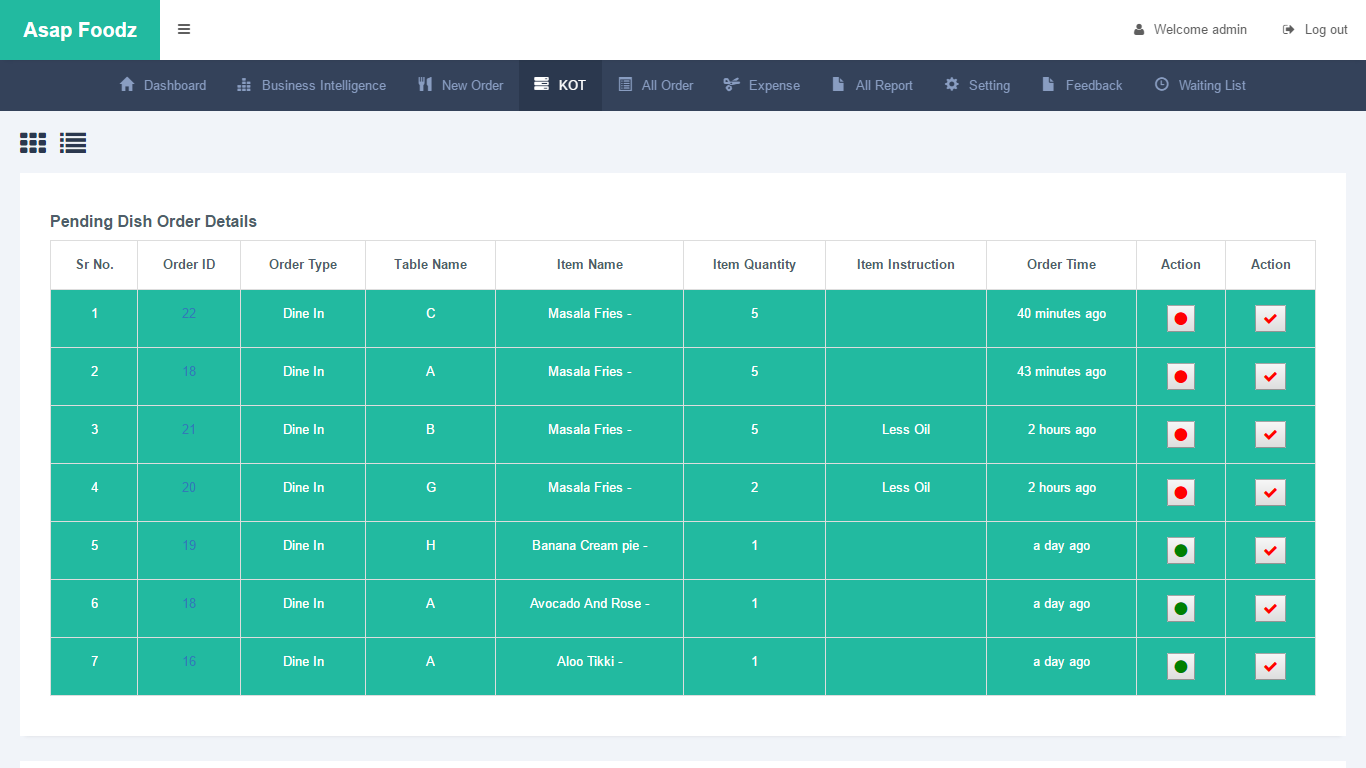 Asap Foodz Welcome admin Log out
Dashboard Business Intelligence New Order KOT All Order Expense All Report Setting Feedback Waiting List
Pending Dish Order Details
Sr No. Order ID Order Type Table Name Item Name Item Quantity Item Instruction Order Time Action Action
1 22 Dine In C Masala Fries - 5 40 minutes ago
2 18 Dine In A Masala Fries - 5 43 minutes ago
3 21 Dine In B Masala Fries - 5 Less Oil 2 hours ago
4 20 Dine In G Masala Fries - 2 Less Oil 2 hours ago
5 19 Dine In H Banana Cream pie - 1 a day ago
6 18 Dine In A Avocado And Rose - 1 a day ago
7 16 Dine In A Aloo Tikki - 1 a day ago